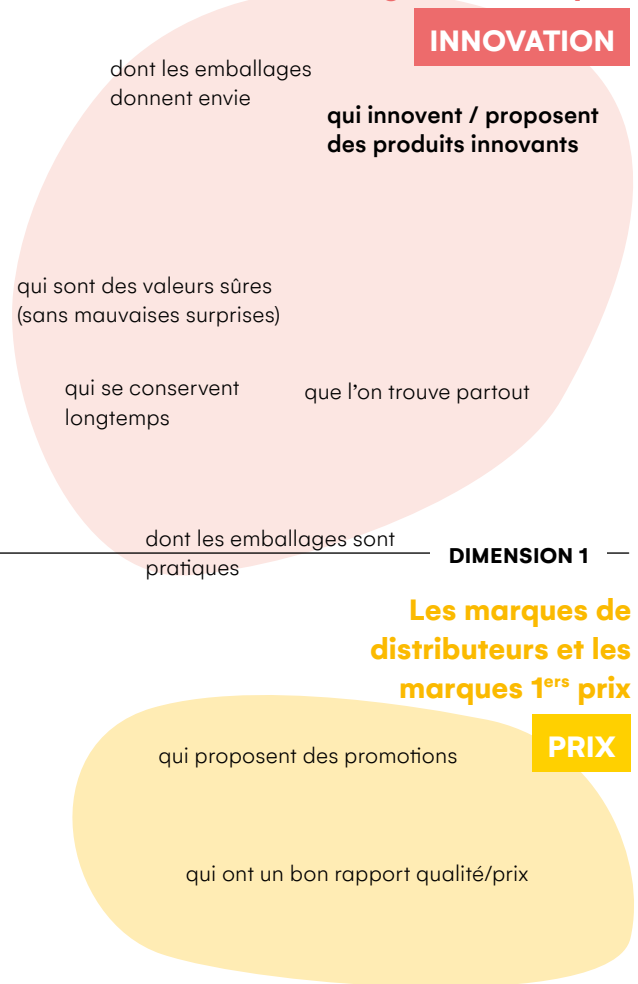 INNOVATION
dont les emballages
donnent envie
qui innovent / proposent
des produits innovants
qui sont des valeurs sûres
(sans mauvaises surprises)
qui se conservent
longtemps
que l'on trouve partout
dont les emballages sont
pratiques
DIMENSION 1
Les marques de
distributeurs et les
marques 1ers prix
PRIX
qui proposent des promotions
qui ont un bon rapport qualité/prix